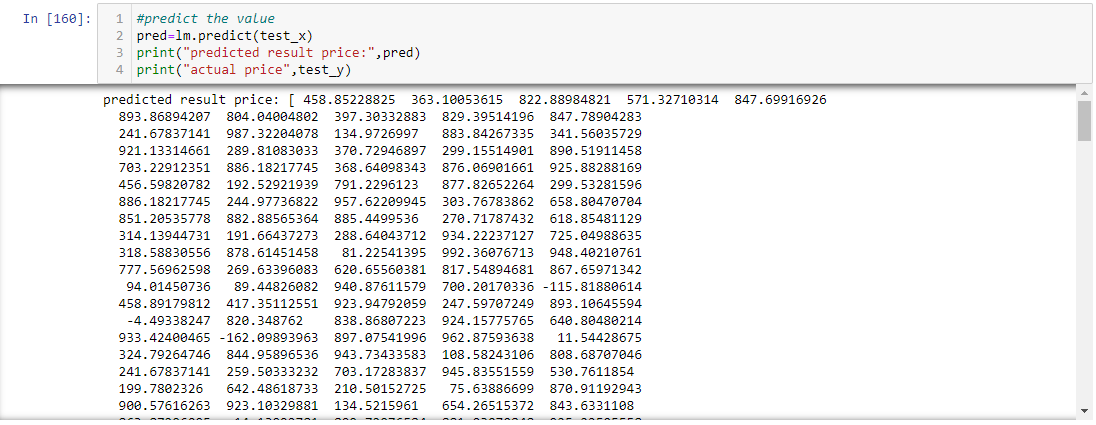 In [160]:
1 #predict the value
2 pred=lm.predict(test_x)
3 print("predicted result price:",pred)
4 print("actual price",test_y)
predicted result price: [ 458.85228825 363.10053615 822.88984821 571.32710314 847.69916926
893.86894207 804.04004802 397.30332883 829.39514196 847.78904283
241.67837141 987.32204078 134.9726997 883.84267335 341.56035729
921.13314661 289.81083033 370.72946897 299.15514901 890.51911458
703.22912351 886.18217745 368.64098343 876.06901661 925.88288169
456.59820782 192.52921939 791.2296123 877.82652264 299.53281596
886.18217745 244.97736822 957.62209945 303.76783862 658.80470704
851.20535778 882.88565364 885.4499536 270.71787432 618.85481129
314.13944731 191.66437273 288.64043712 934.22237127 725.04988635
318.58830556 878.61451458 81.22541395 992.36076713 948.40210761
777.56962598 269.63396083 620.65560381 817.54894681 867.65971342
94.01450736 89.44826082 940.87611579 700.20170336 -115.81880614
458.89179812 417.35112551 923.94792059 247.59707249 893.10645594
-4.49338247 820.348762 838.86807223 924.15775765 640.80480214
933.42400465 -162.09893963 897.07541996 962.87593638 11.54428675
324.79264746 844.95896536 943.73433583 108.58243106 808.68707046
241.67837141 259.50333232 703.17283837 945.83551559 530.7611854
199.7802326 642.48618733 210.50152725 75.63886699 870.91192943
900.57616263 923.10329881 134.5215961 654.26515372 843.6331108